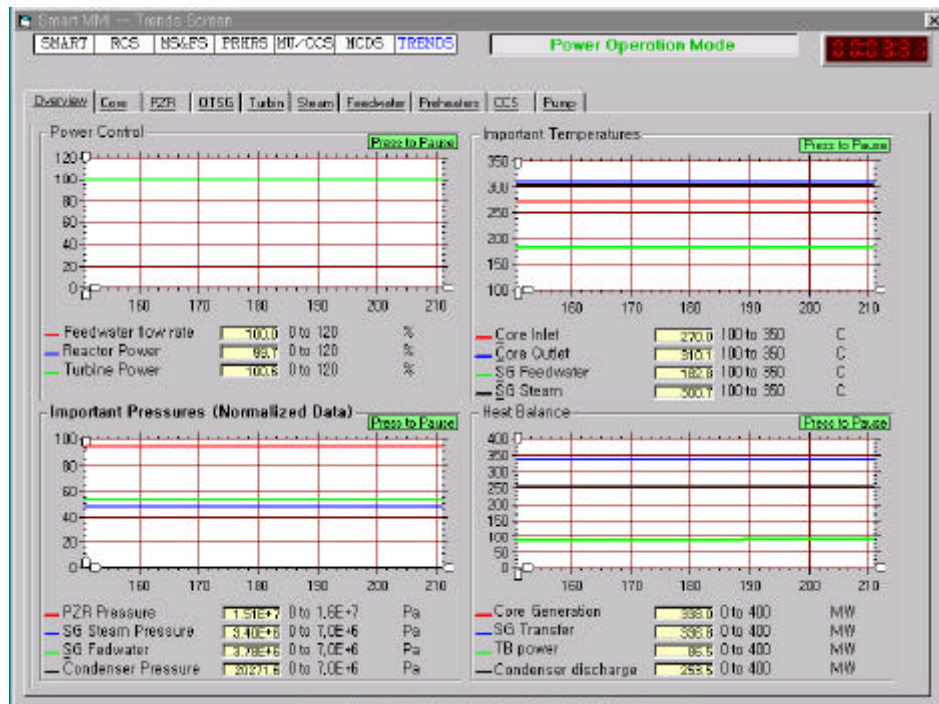 Smart MMI -- Trends Screen
SMART RCS NS&FS PRHRS MU/CCS MCDS TRENDS
Power Operation Mode
Overview Core PZR OTSG Turbin Steam Feedwater Preheaters CCS Pump
Power Control
Press to Pause
120
100
80
60
40
20
0
160 170 180 190 200 210
Feedwater flow rate 100.0 0 to 120 %
Reactor Power 0 to 120 %
Turbine Power 100.6 0 to 120 %
Important Temperatures
Press to Pause
350
300
250
200
150
100
160 170 180 190 200 210
Core Inlet 270.0 100 to 350 C
Core Outlet 310.1 100 to 350 C
SG Feedwater 182.8 100 to 350 C
SG Steam 300.1 100 to 350 C
Important Pressures (Normalized Data)
Press to Pause
100
80
60
40
20
0
160 170 180 190 200 210
PZR Pressure 1.51E+7 0 to 1,6E+7 Pa
SG Steam Pressure 3.40E+6 0 to 7,0E+6 Pa
SG Fedwater 3.78E+6 0 to 7,0E+6 Pa
Condenser Pressure 20271.6 0 to 7,0E+6 Pa
Heat Balance
Press to Pause
400
350
300
250
200
150
100
50
0
160 170 180 190 200 210
Core Generation 0 to 400 MW
SG Transfer 0 to 400 MW
TB power 86.5 0 to 400 MW
Condenser discharge 253.5 0 to 400 MW